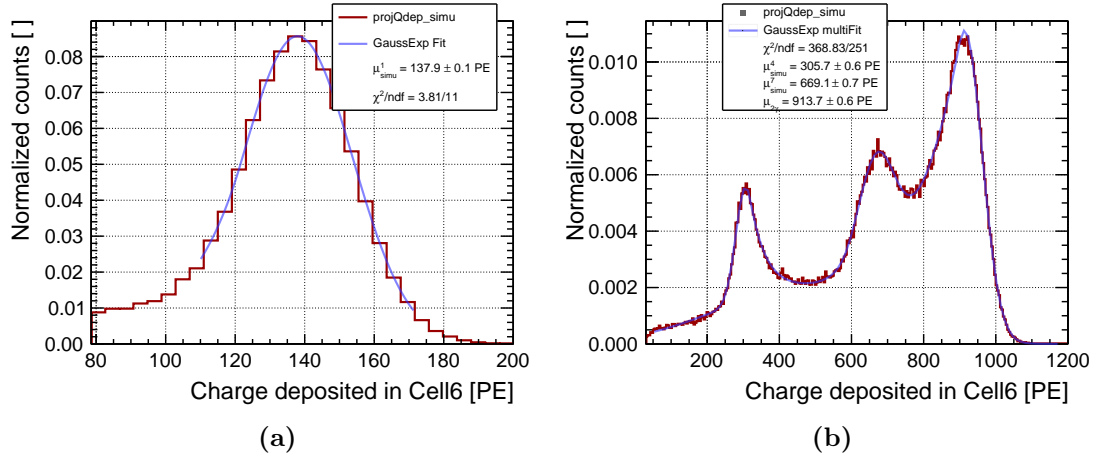 projQdep_simu
GaussExp Fit
μ¹simu = 137.9 ± 0.1 PE
χ²/ndf = 3.81/11
Normalized counts [ ]
0.08
0.07
0.06
0.05
0.04
0.03
0.02
0.01
0.00
80 100 120 140 160 180 200
Charge deposited in Cell6 [PE]
(a)
projQdep_simu
GaussExp multiFit
χ²/ndf = 368.83/251
μ⁴simu = 305.7 ± 0.6 PE
μ⁷simu = 669.1 ± 0.7 PE
μ2γ = 913.7 ± 0.6 PE
Normalized counts [ ]
0.010
0.008
0.006
0.004
0.002
0.000
200 400 600 800 1000 1200
Charge deposited in Cell6 [PE]
(b)